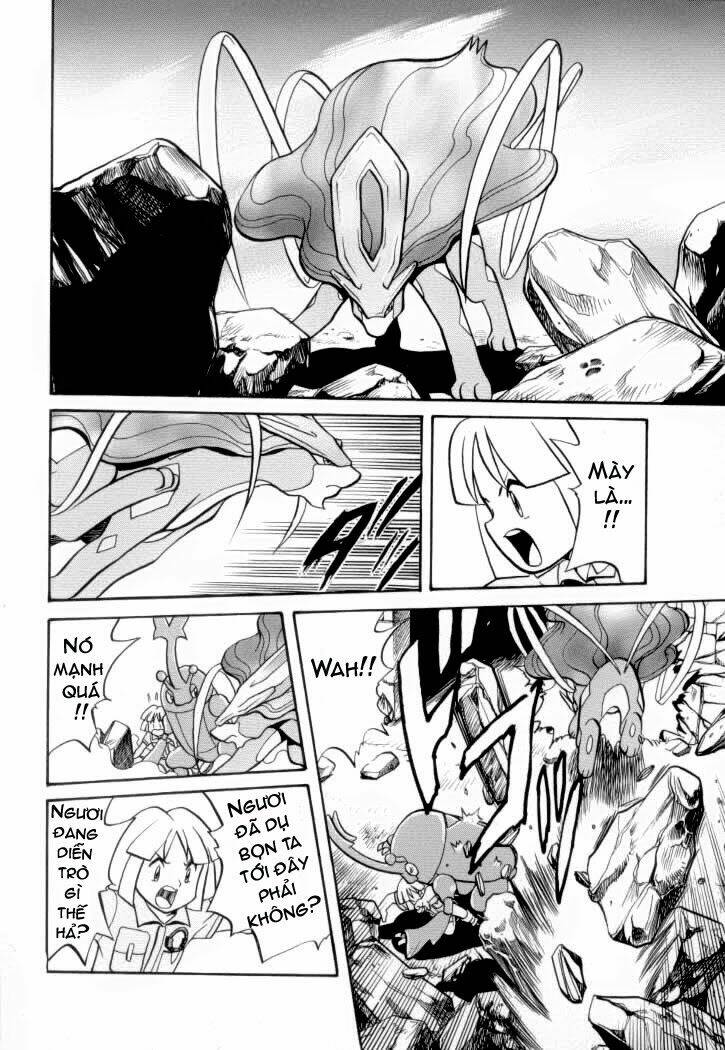 Mày
là...
!!
Wah!!
Nó
mạnh
quá
!!
Ngươi
đã dụ
bọn ta
tới đây
phải
không?
Ngươi
đang
diễn
trò
gì
thế
hả?